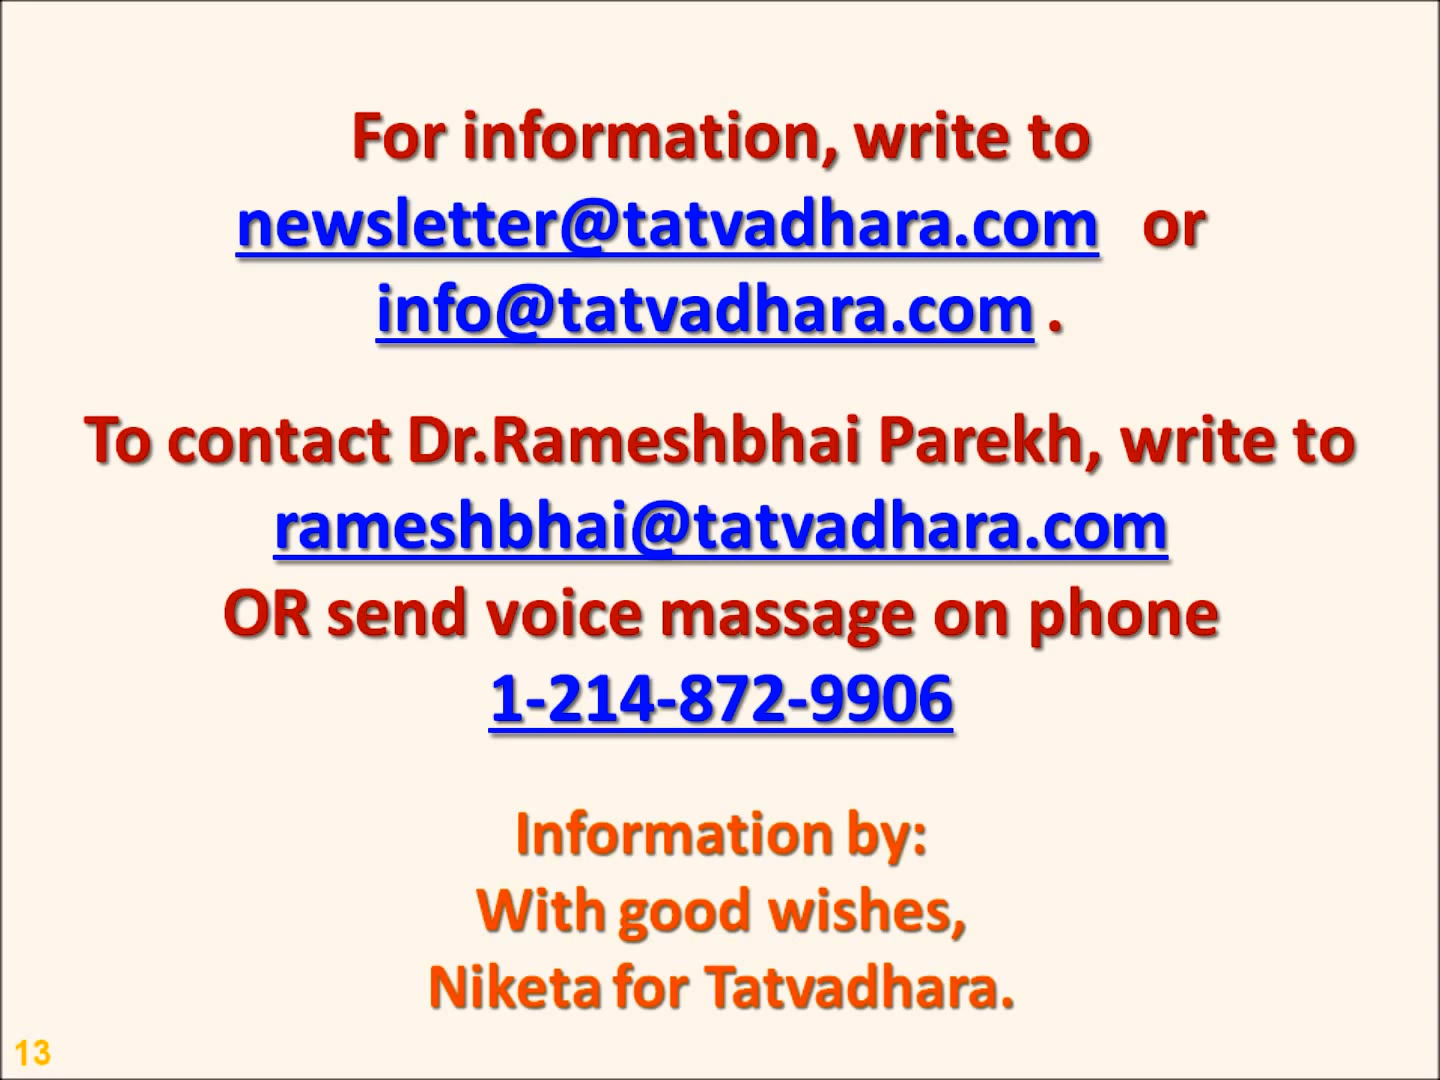 For information, write to
newsletter@tatvadhara.com or
info@tatvadhara.com .
To contact Dr.Rameshbhai Parekh, write to
rameshbhai@tatvadhara.com
OR send voice massage on phone
1-214-872-9906
Information by:
With good wishes,
Niketa for Tatvadhara.
13